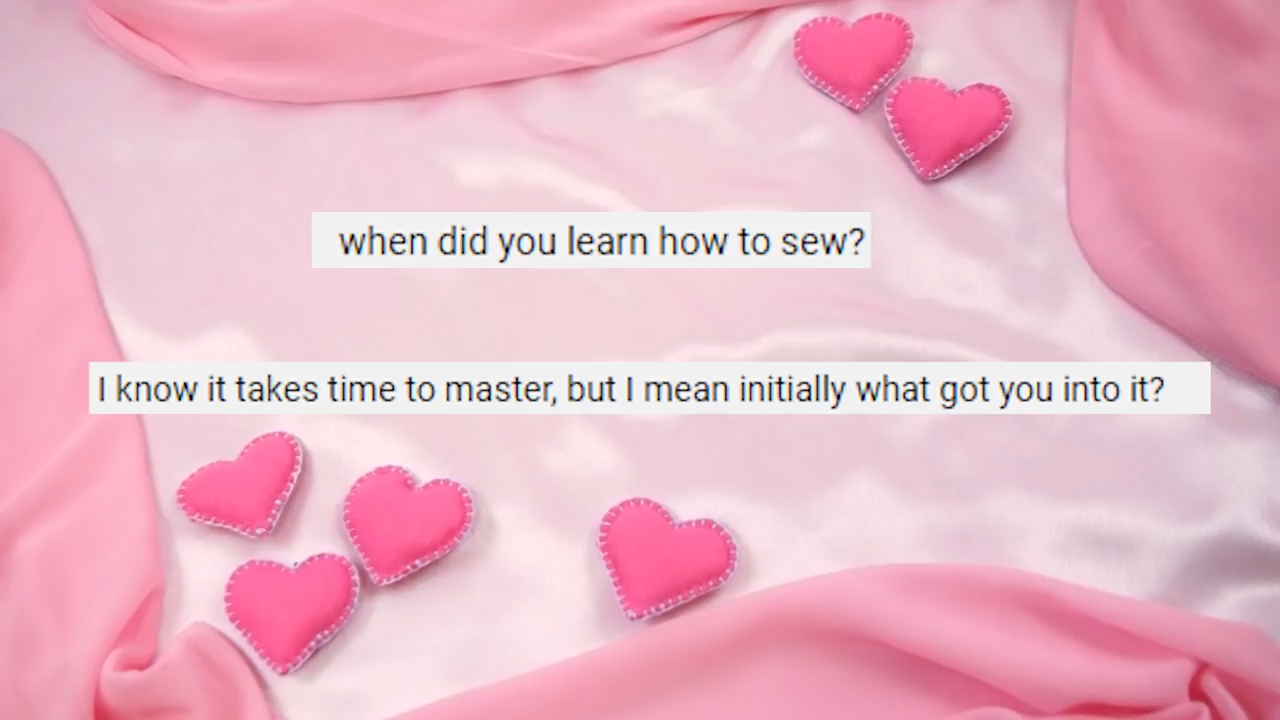 when did you learn how to sew?
I know it takes time to master, but I mean initially what got you into it?